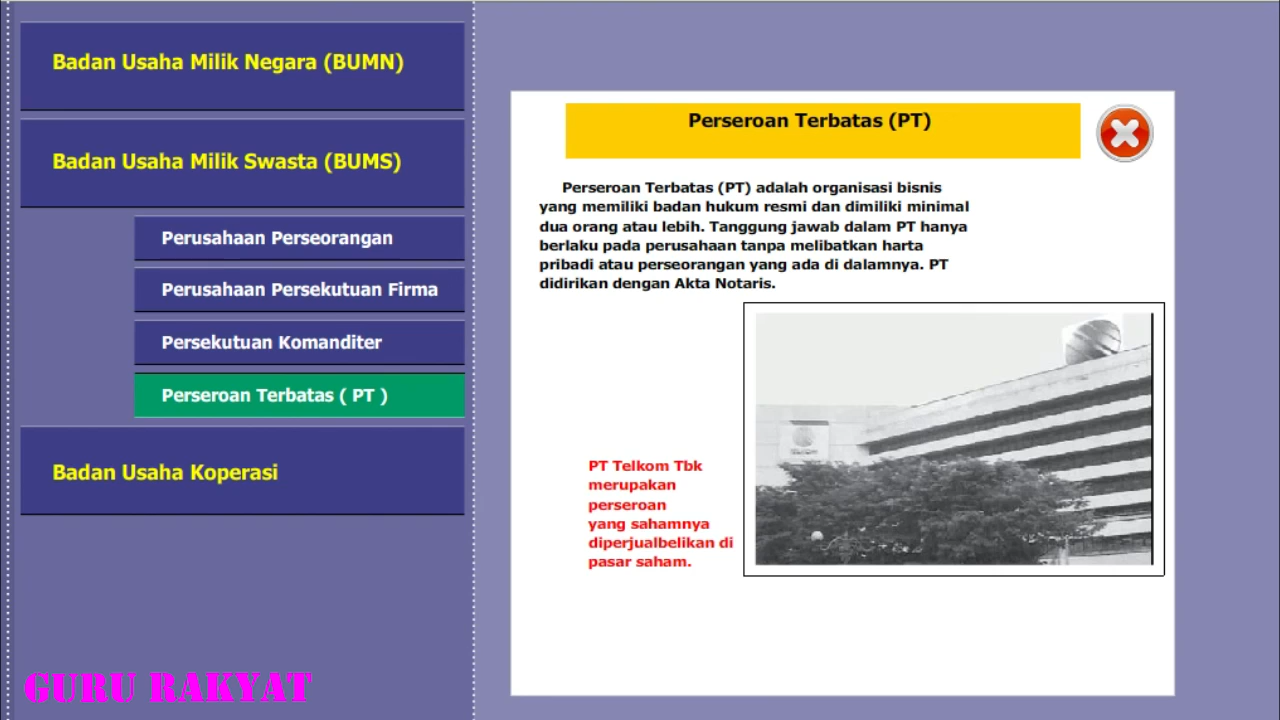 Badan Usaha Milik Negara (BUMN)
Badan Usaha Milik Swasta (BUMS)
Perusahaan Perseorangan
Perusahaan Persekutuan Firma
Persekutuan Komanditer
Perseroan Terbatas ( PT )
Badan Usaha Koperasi
GURU RAKYAT
Perseroan Terbatas (PT)
Perseroan Terbatas (PT) adalah organisasi bisnis
yang memiliki badan hukum resmi dan dimiliki minimal
dua orang atau lebih. Tanggung jawab dalam PT hanya
berlaku pada perusahaan tanpa melibatkan harta
pribadi atau perseorangan yang ada di dalamnya. PT
didirikan dengan Akta Notaris.
PT Telkom Tbk
merupakan
perseroan
yang sahamnya
diperjualbelikan di
pasar saham.